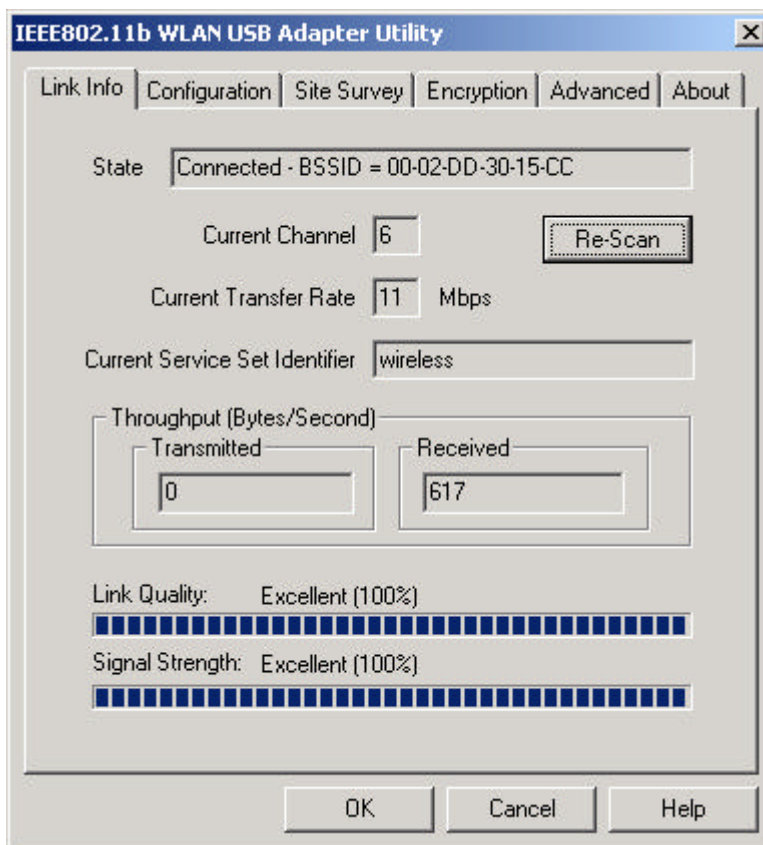 IEEE802.11b WLAN USB Adapter Utility
Link Info Configuration Site Survey Encryption Advanced About
State Connected - BSSID = 00-02-DD-30-15-CC
Current Channel 6 Re-Scan
Current Transfer Rate 11 Mbps
Current Service Set Identifier wireless
Throughput (Bytes/Second)
Transmitted Received
0 617
Link Quality: Excellent (100%)
Signal Strength: Excellent (100%)
OK Cancel Help